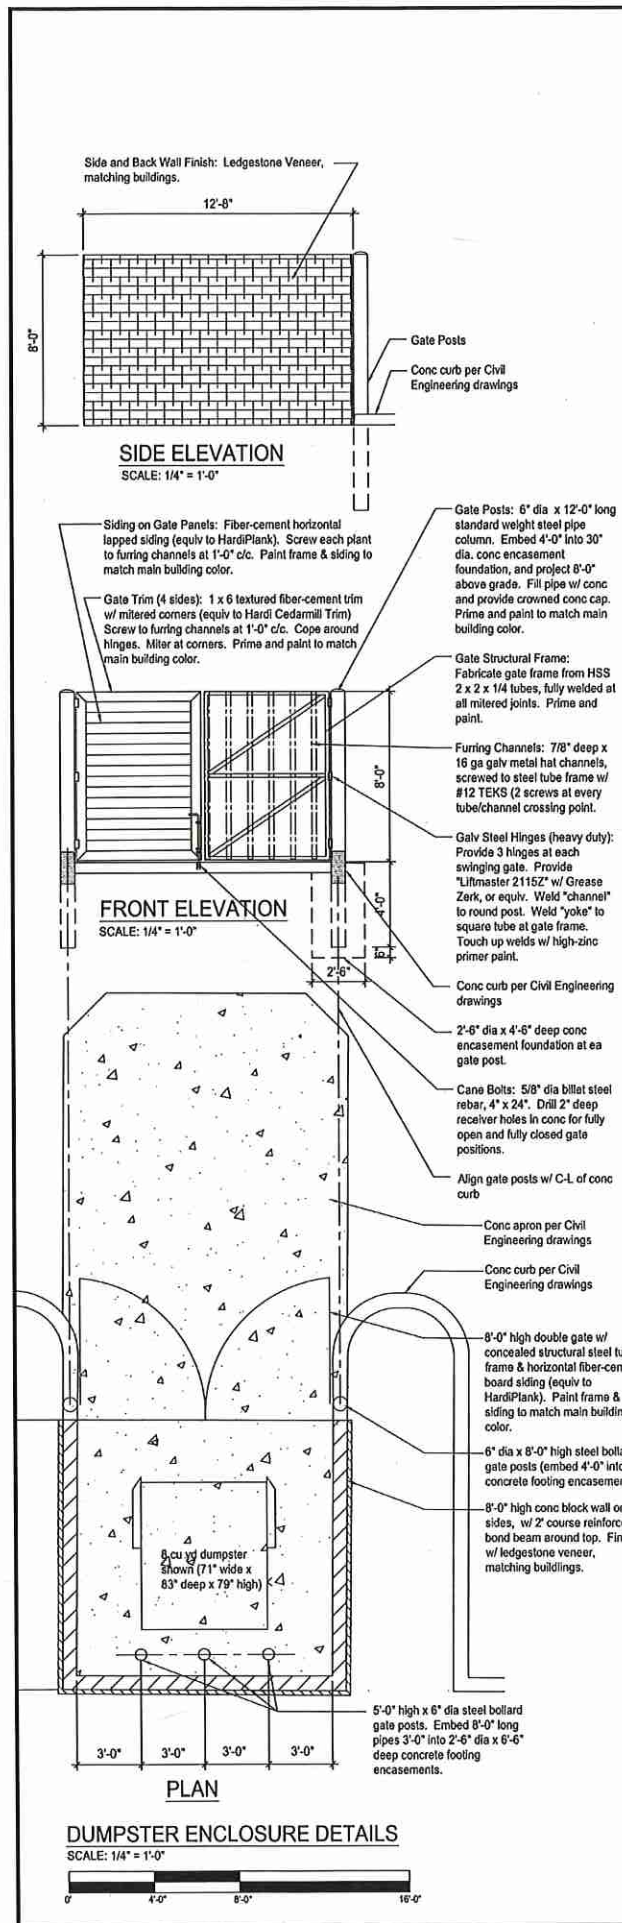 Side and Back Wall Finish: Ledgestone Veneer,
matching buildings.
12'-8"
8'-0"
Gate Posts
Conc curb per Civil
Engineering drawings
SIDE ELEVATION
SCALE: 1/4" = 1'-0"
Siding on Gate Panels: Fiber-cement horizontal
lapped siding (equiv to HardiPlank). Screw each plant
to furring channels at 1'-0" c/c. Paint frame & siding to
match main building color.
Gate Trim (4 sides): 1 x 6 textured fiber-cement trim
w/ mitered corners (equiv to Hardi Cedarmill Trim)
Screw to furring channels at 1'-0" c/c. Cope around
hinges. Miter at corners. Prime and paint to match
main building color.
Gate Posts: 6" dia x 12'-0" long
standard weight steel pipe
column. Embed 4'-0" into 30"
dia. conc encasement
foundation, and project 8'-0"
above grade. Fill pipe w/ conc
and provide crowned conc cap.
Prime and paint to match main
building color.
Gate Structural Frame:
Fabricate gate frame from HSS
2 x 2 x 1/4 tubes, fully welded at
all mitered joints. Prime and
paint.
Furring Channels: 7/8" deep x
16 ga galv metal hat channels,
screwed to steel tube frame w/
#12 TEKS (2 screws at every
tube/channel crossing point.
Galv Steel Hinges (heavy duty):
Provide 3 hinges at each
swinging gate. Provide
"Liftmaster 2115Z" w/ Grease
Zerk, or equiv. Weld "channel"
to round post. Weld "yoke" to
square tube at gate frame.
Touch up welds w/ high-zinc
primer paint.
8'-0"
4'-0"
6"
2'-6"
FRONT ELEVATION
SCALE: 1/4" = 1'-0"
Conc curb per Civil Engineering
drawings
2'-6" dia x 4'-6" deep conc
encasement foundation at ea
gate post.
Cane Bolts: 5/8" dia billat steel
rebar, 4" x 24". Drill 2" deep
receiver holes in conc for fully
open and fully closed gate
positions.
Align gate posts w/ C-L of conc
curb
Conc apron per Civil
Engineering drawings
Conc curb per Civil
Engineering drawings
8'-0" high double gate w/
concealed structural steel tu
frame & horizontal fiber-cem
board siding (equiv to
HardiPlank). Paint frame &
siding to match main buildin
color.
6" dia x 8'-0" high steel bolla
gate posts (embed 4'-0" into
concrete footing encasemen
8'-0" high conc block wall on
sides, w/ 2' course reinforce
bond beam around top. Fin
w/ ledgestone veneer,
matching buildings.
8 cu yd dumpster
shown (71" wide x
83" deep x 79" high)
5'-0" high x 6" dia steel bollard
gate posts. Embed 8'-0" long
pipes 3'-0" into 2'-6" dia x 6'-6"
deep concrete footing
encasements.
3'-0" 3'-0" 3'-0" 3'-0"
PLAN
DUMPSTER ENCLOSURE DETAILS
SCALE: 1/4" = 1'-0"
0' 4'-0" 8'-0" 16'-0"